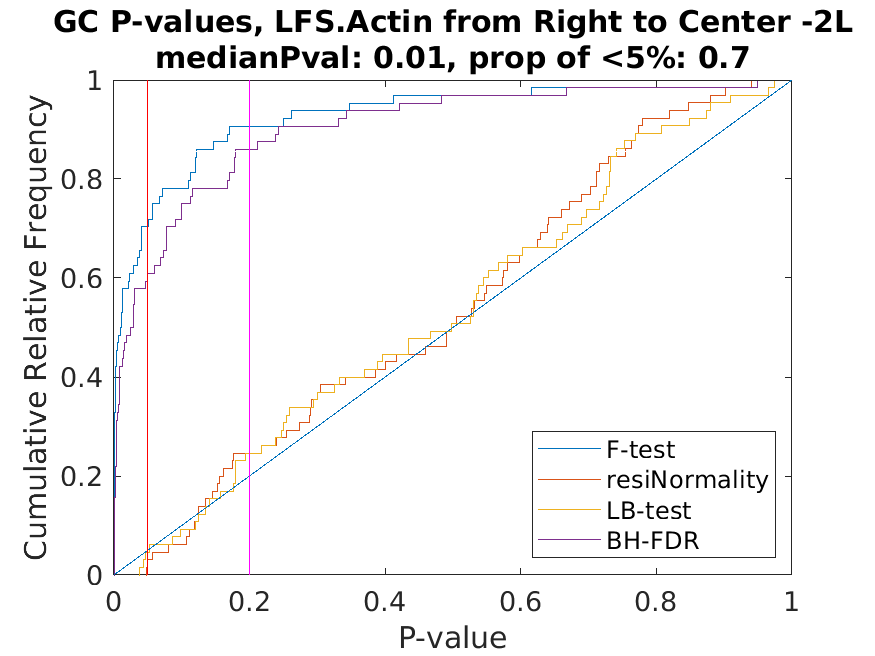 GC P-values, LFS.Actin from Right to Center -2L
medianPval: 0.01, prop of <5%: 0.7
Cumulative Relative Frequency
1
0.8
0.6
0.4
0.2
0
0 0.2 0.4 0.6 0.8 1
P-value
F-test
resiNormality
LB-test
BH-FDR